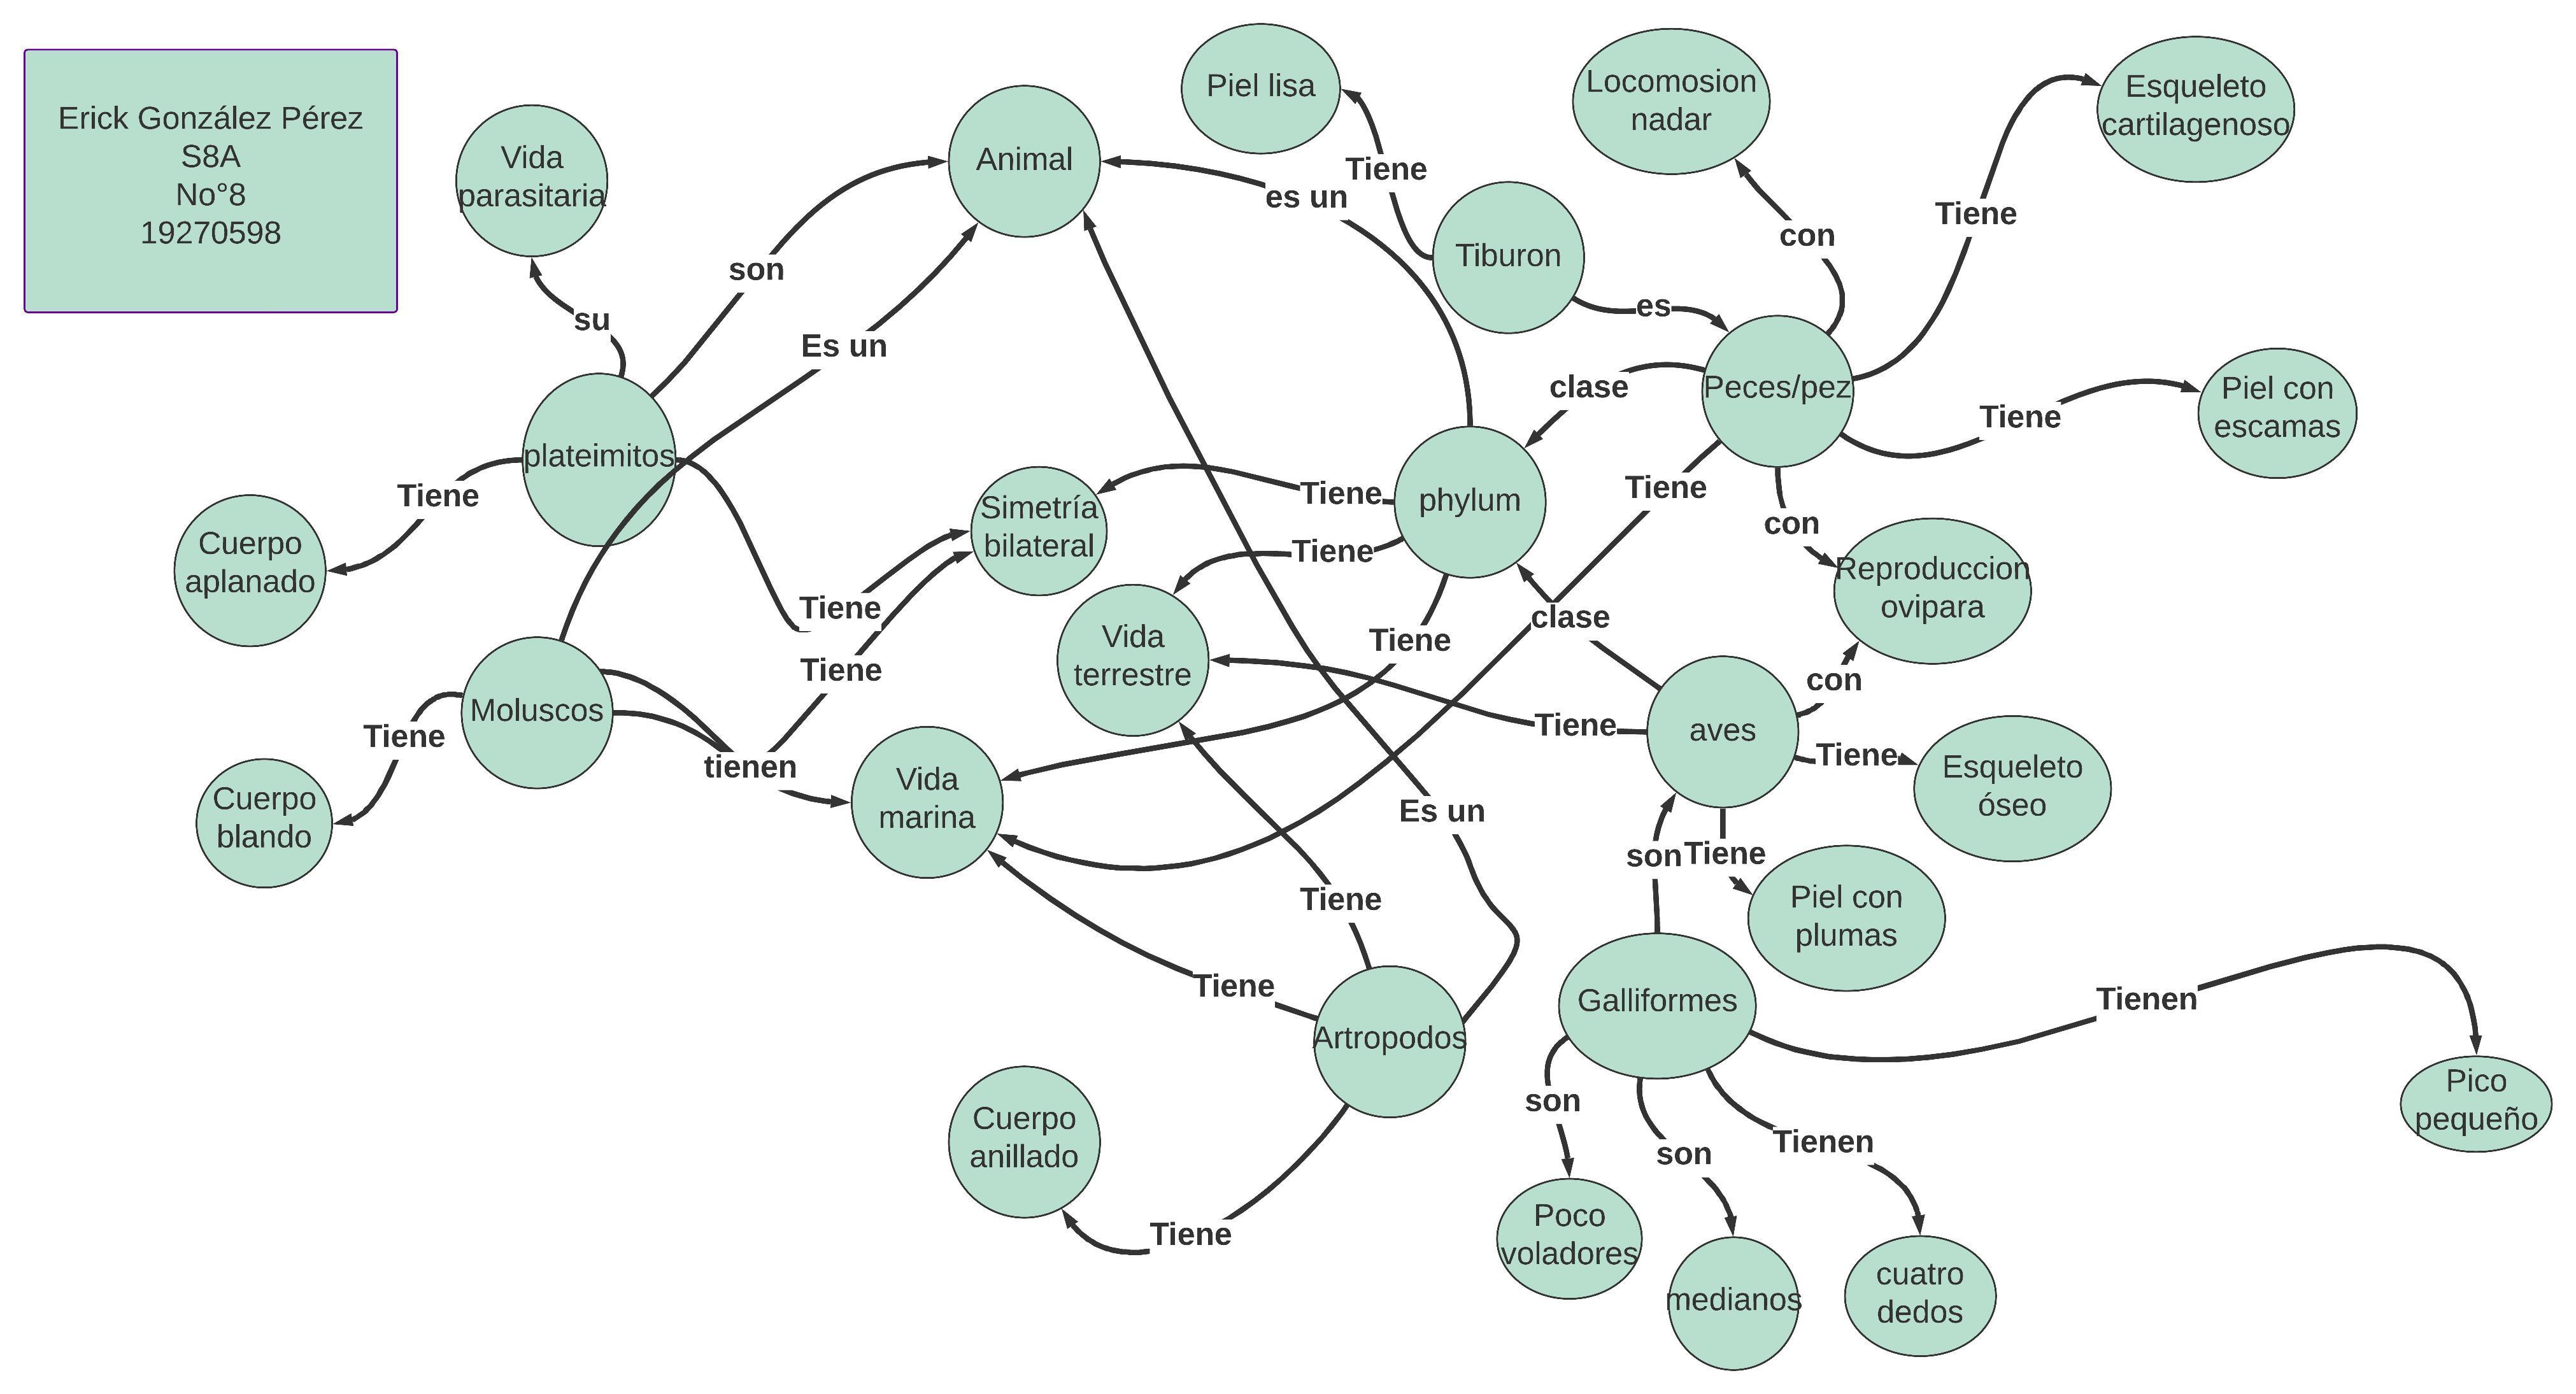 Erick González Pérez
S8A
No°8
19270598
Vida
parasitaria
su
son
Animal
Es un
plateimitos
Tiene
Cuerpo
aplanado
Tiene
Moluscos
Tiene
Cuerpo
blando
Tiene
tienen
Simetría
bilateral
Vida
terrestre
Vida
marina
Piel lisa
Tiene
es un
Tiburon
es
Locomosion
nadar
con
Tiene
Esqueleto
cartilagenoso
Peces/pez
clase
Tiene
Piel con
escamas
Tiene
con
phylum
Tiene
Tiene
Tiene
Reproduccion
ovipara
clase
con
aves
Tiene
Tiene
Esqueleto
óseo
Es un
son
Tiene
Piel con
plumas
Tiene
Tiene
Artropodos
Cuerpo
anillado
Tiene
Galliformes
Tienen
Pico
pequeño
son
son
Tienen
Poco
voladores
medianos
cuatro
dedos